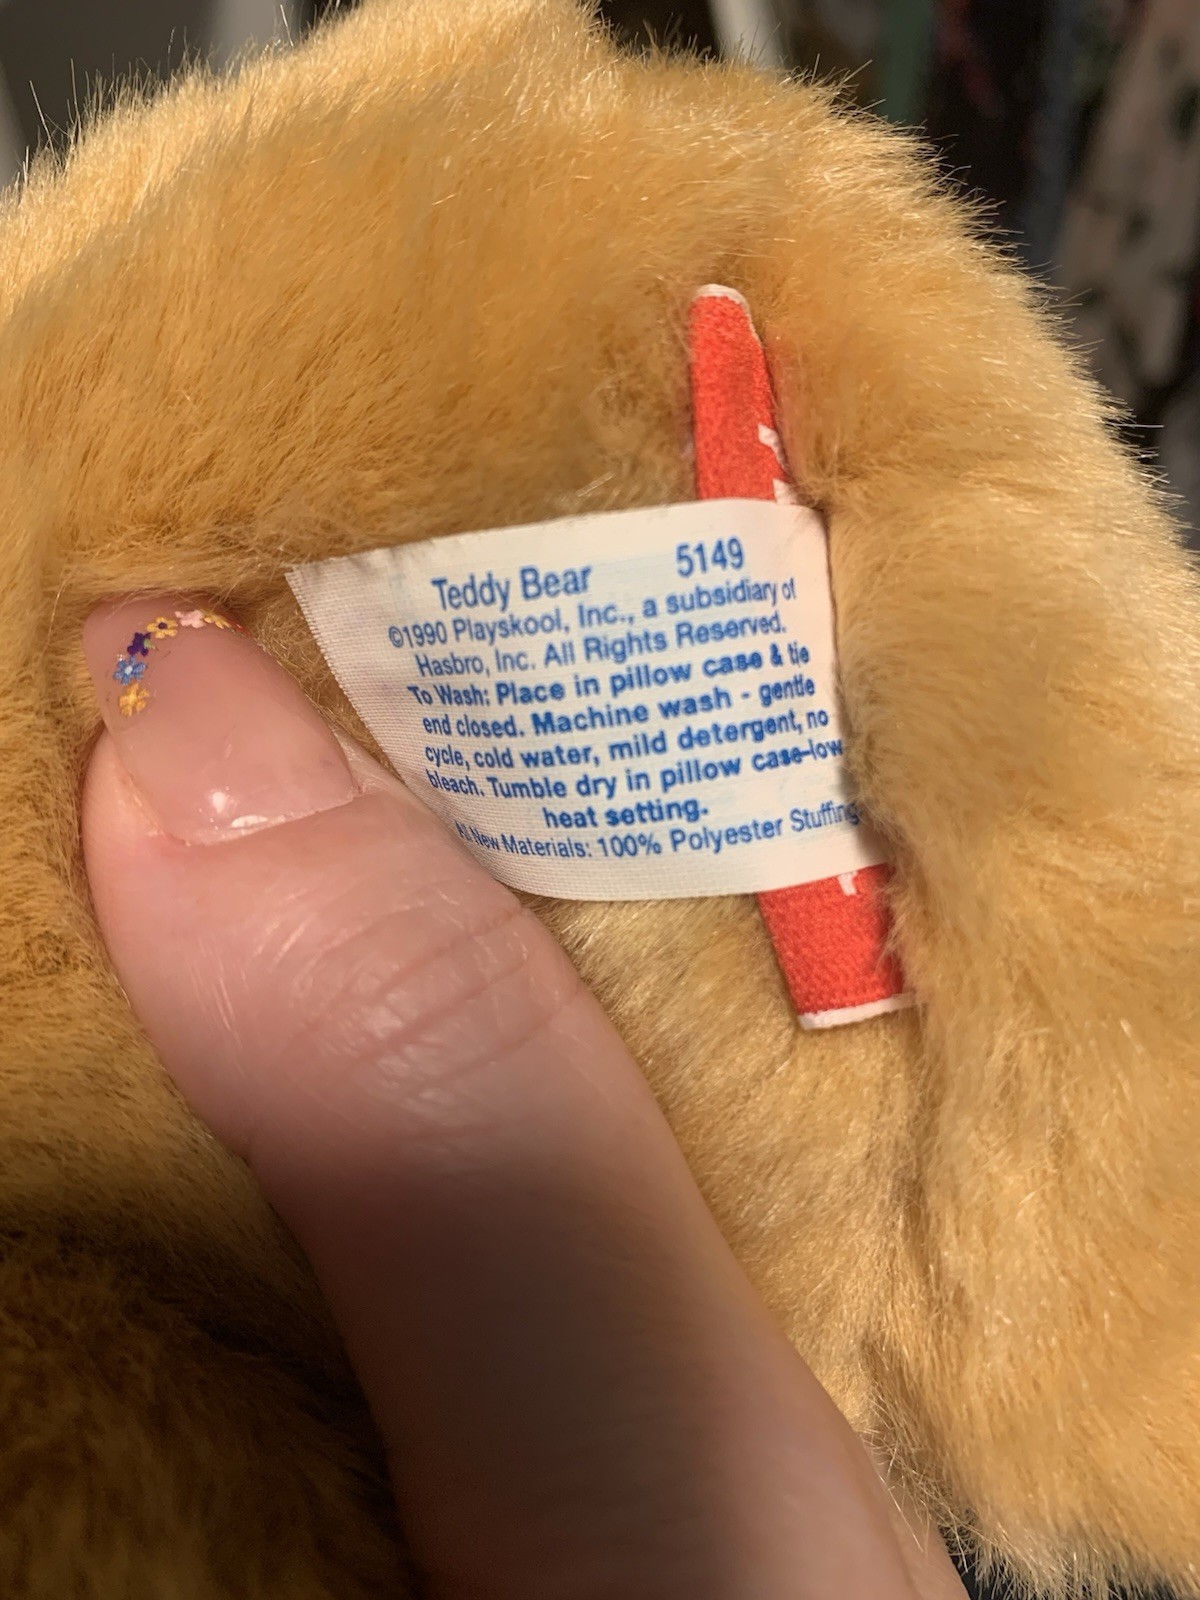 Teddy Bear 5149
©1990 Playskool, Inc., a subsidiary of
Hasbro, Inc. All Rights Reserved.
To Wash: Place in pillow case & tie
end closed. Machine wash - gentle
cycle, cold water, mild detergent, no
bleach. Tumble dry in pillow case-low
heat setting.
All New Materials: 100% Polyester Stuffing